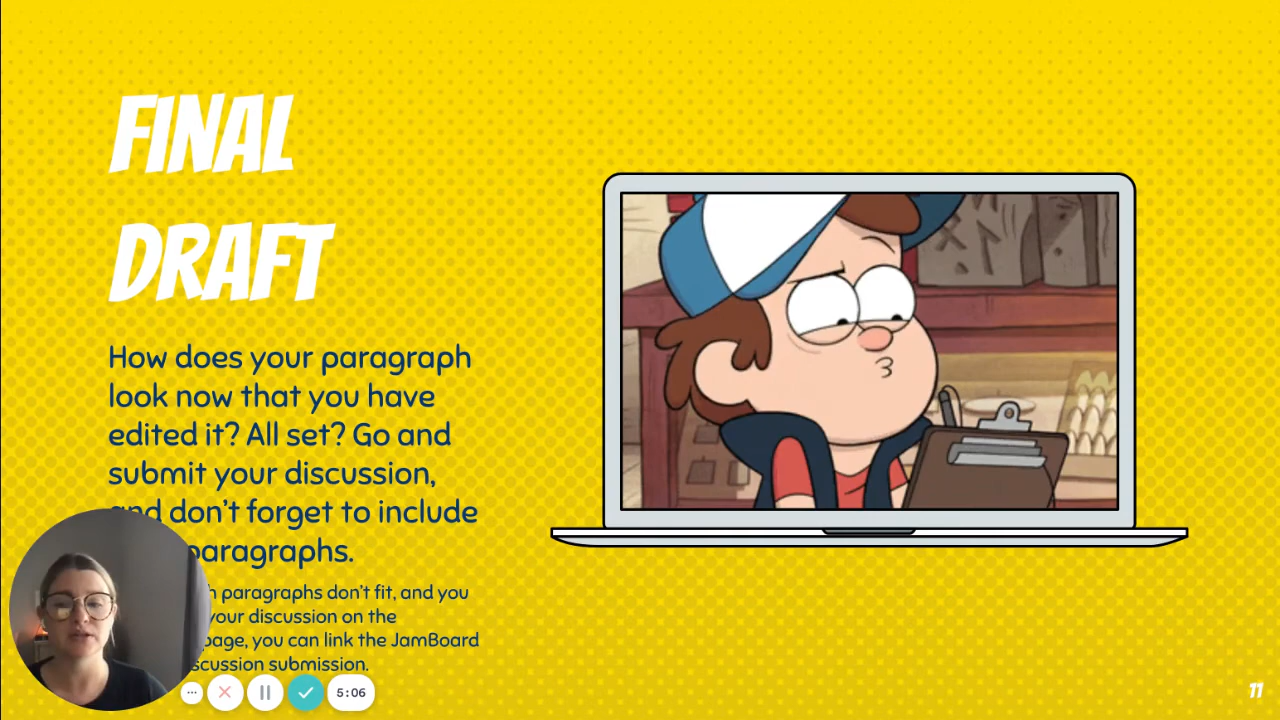 FINAL
DRAFT
How does your paragraph
look now that you have
edited it? All set? Go and
submit your discussion,
and don't forget to include
paragraphs.
paragraphs don't fit, and you
your discussion on the
you can link the JamBoard
submission.
5:06
11